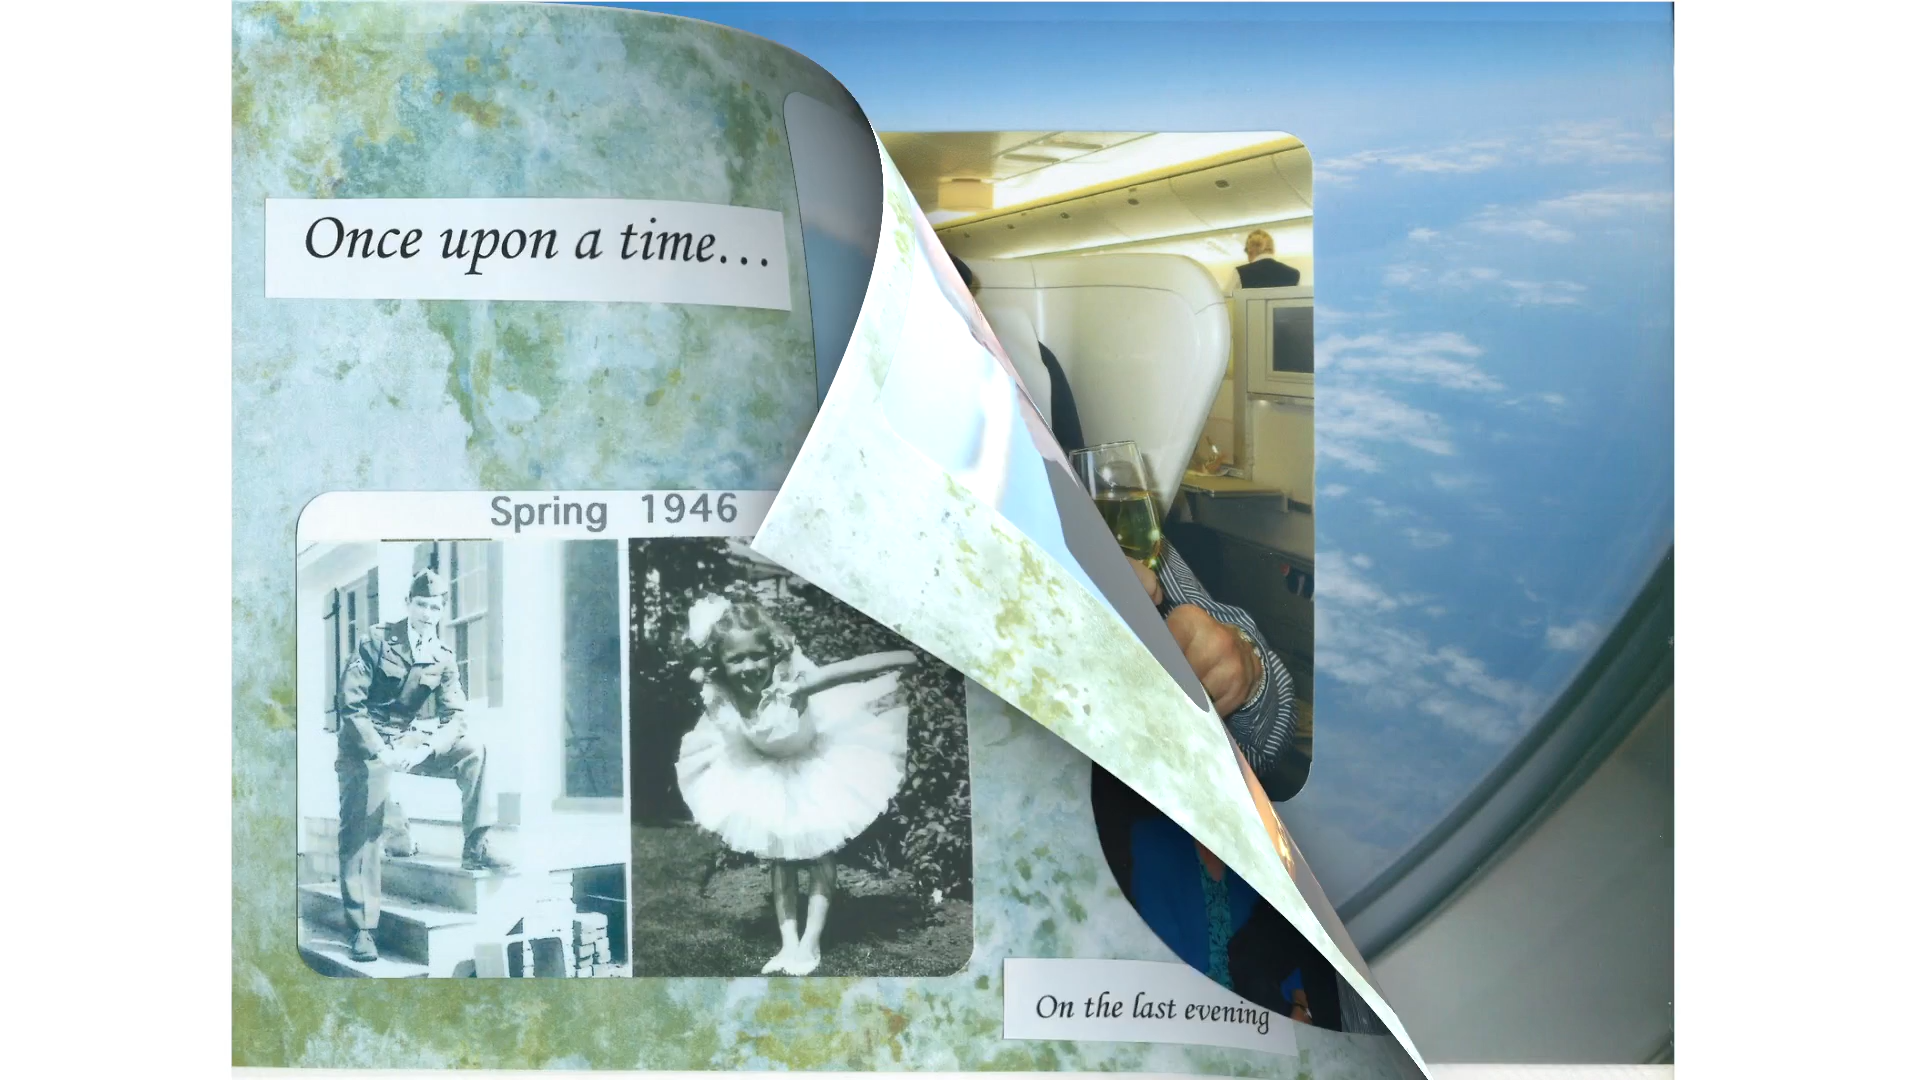 Once upon a time...
Spring 1946
On the last evening